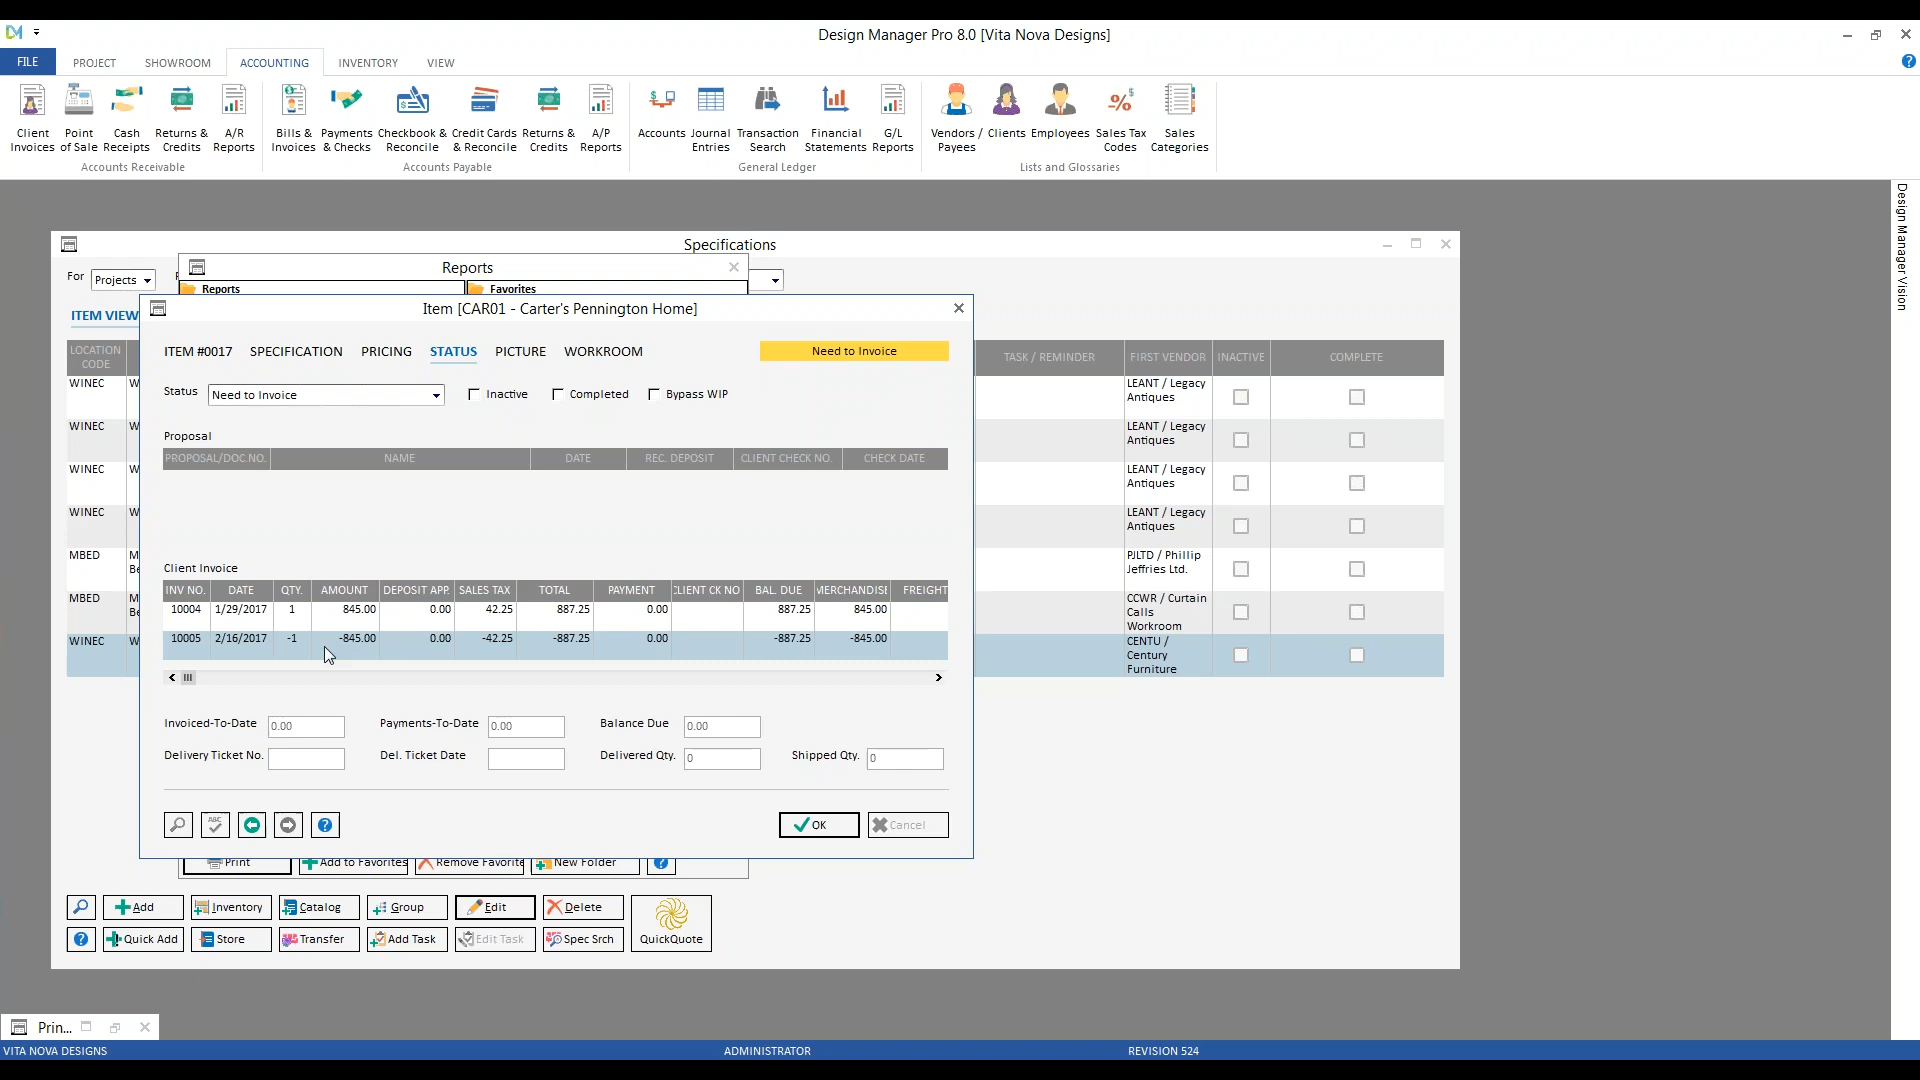 Design Manager Pro 8.0 [Vita Nova Designs]
FILE PROJECT SHOWROOM ACCOUNTING INVENTORY VIEW
Client Invoices
Point of Sale
Cash Receipts
Returns & Credits
A/R Reports
Bills & Invoices
Payments & Checks
Checkbook & Reconcile
Credit Cards & Reconcile
Returns & Credits
A/P Reports
Accounts
Journal Entries
Transaction Search
Financial Statements
G/L Reports
Vendors / Payees
Clients
Employees
Sales Tax Codes
Sales Categories
Accounts Receivable Accounts Payable General Ledger Lists and Glossaries
Design Manager Vision
Specifications
For Projects
Reports
Reports Favorites
ITEM VIEW
Item [CAR01 - Carter's Pennington Home]
ITEM #0017 SPECIFICATION PRICING STATUS PICTURE WORKROOM Need to Invoice
Status Need to Invoice Inactive Completed Bypass WIP
Proposal
PROPOSAL/DOC.NO. NAME DATE REC. DEPOSIT CLIENT CHECK NO. CHECK DATE
Client Invoice
INV NO. DATE QTY. AMOUNT DEPOSIT APP. SALES TAX TOTAL PAYMENT CLIENT CK NO BAL. DUE MERCHANDISE FREIGHT
10004 1/29/2017 1 845.00 0.00 42.25 887.25 0.00 887.25 845.00
10005 2/16/2017 -1 -845.00 0.00 -42.25 -887.25 0.00 -887.25 -845.00
Invoiced-To-Date 0.00 Payments-To-Date 0.00 Balance Due 0.00
Delivery Ticket No. Del. Ticket Date Delivered Qty. 0 Shipped Qty. 0
ABC
OK Cancel
LOCATION CODE TASK / REMINDER FIRST VENDOR INACTIVE COMPLETE
WINEC W LEANT / Legacy Antiques
WINEC W LEANT / Legacy Antiques
WINEC W LEANT / Legacy Antiques
WINEC W LEANT / Legacy Antiques
MBED M Be PJLTD / Phillip Jeffries Ltd.
MBED M Be CCWR / Curtain Calls Workroom
WINEC W CENTU / Century Furniture
Print Add to Favorites Remove Favorite New Folder
Add Inventory Catalog Group Edit Delete
Quick Add Store Transfer Add Task Edit Task Spec Srch QuickQuote
Prin...
VITA NOVA DESIGNS ADMINISTRATOR REVISION 524